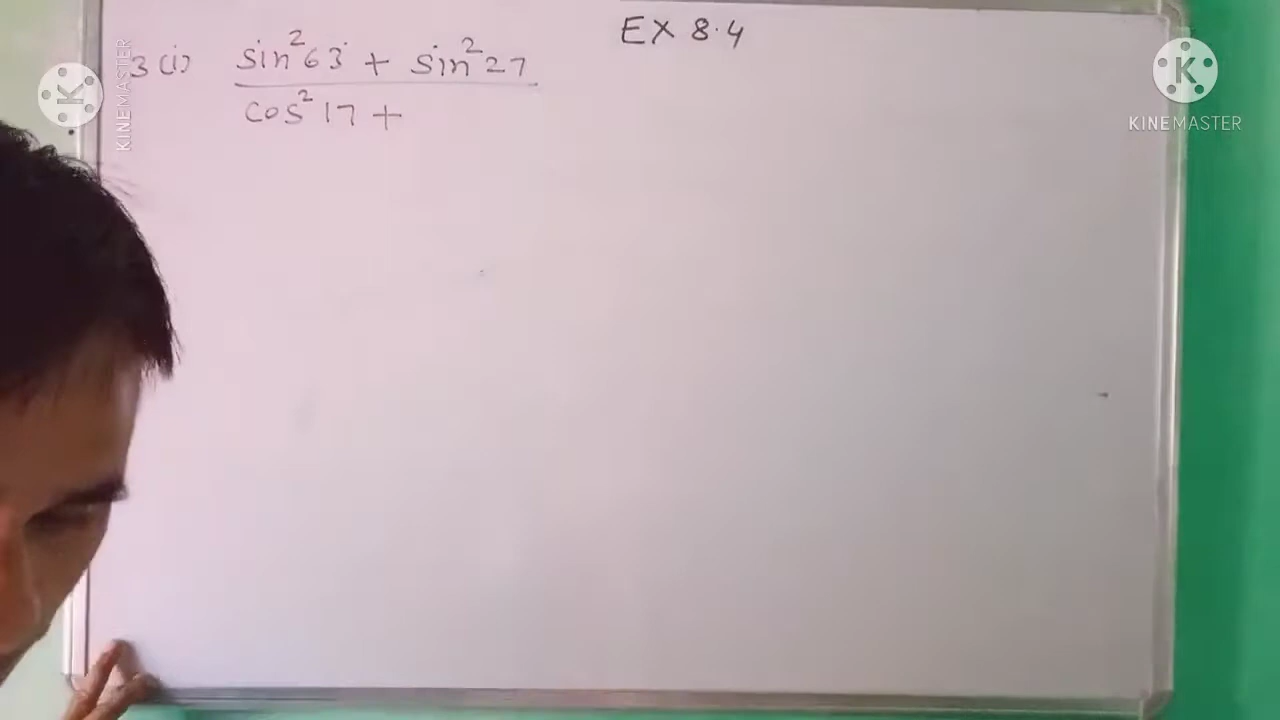 EX 8.4
3 (i) sin²63° + sin²27
cos²17 +
KINEMASTER
KINEMASTER